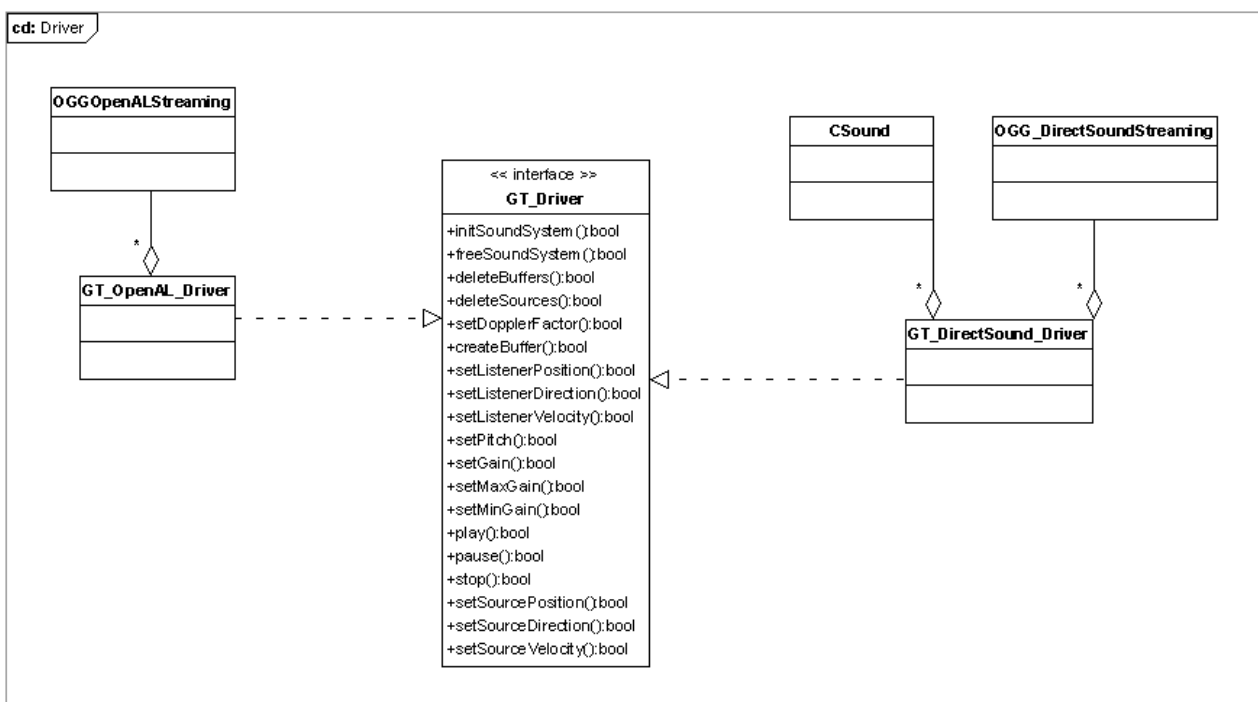 cd: Driver
OGGOpenALStreaming
*
GT_OpenAL_Driver
<< interface >>
GT_Driver
+initSoundSystem():bool
+freeSoundSystem():bool
+deleteBuffers():bool
+deleteSources():bool
+setDopplerFactor():bool
+createBuffer():bool
+setListenerPosition():bool
+setListenerDirection():bool
+setListenerVelocity():bool
+setPitch():bool
+setGain():bool
+setMaxGain():bool
+setMinGain():bool
+play():bool
+pause():bool
+stop():bool
+setSourcePosition():bool
+setSourceDirection():bool
+setSourceVelocity():bool
CSound
OGG_DirectSoundStreaming
*
*
GT_DirectSound_Driver